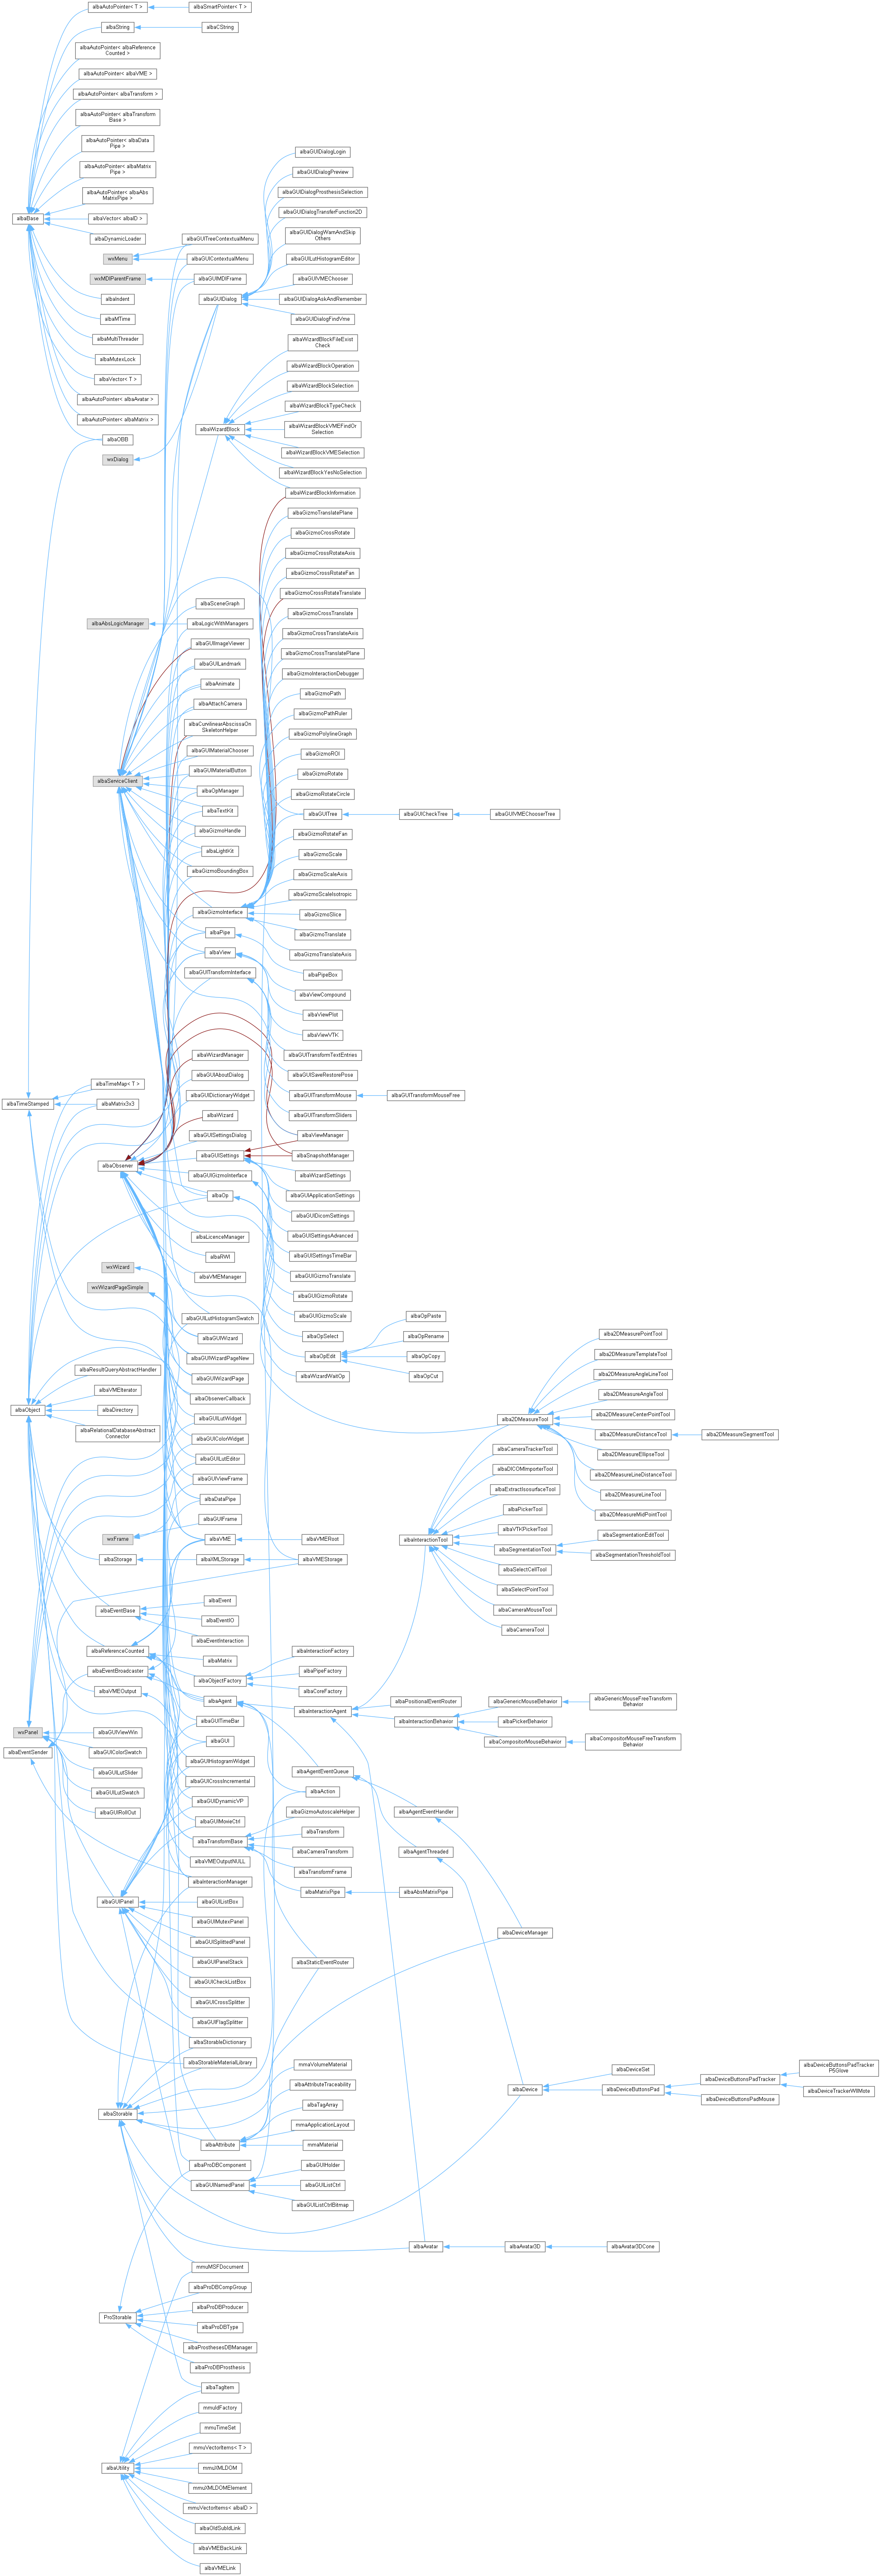 albaAutoPointer< T >
albaSmartPointer< T >
albaString
albaCString
albaAutoPointer< albaReference
Counted >
albaAutoPointer< albaVME >
albaAutoPointer< albaTransform >
albaAutoPointer< albaTransform
Base >
albaAutoPointer< albaData
Pipe >
albaAutoPointer< albaMatrix
Pipe >
albaAutoPointer< albaAbs
MatrixPipe >
albaBase
albaVector< albaID >
albaDynamicLoader
albaGUIDialogLogin
albaGUIDialogPreview
albaGUIDialogProsthesisSelection
albaGUIDialogTransferFunction2D
albaGUIDialogWarnAndSkip
Others
albaGUITreeContextualMenu
wxMenu
albaGUIContextualMenu
albaGUILutHistogramEditor
wxMDIParentFrame
albaGUIMDIFrame
albaGUIVMEChooser
albaIndent
albaGUIDialog
albaGUIDialogAskAndRemember
albaMTime
albaGUIDialogFindVme
albaMultiThreader
albaWizardBlockFileExist
Check
albaMutexLock
albaWizardBlockOperation
albaVector< T >
albaWizardBlockSelection
albaAutoPointer< albaAvatar >
albaWizardBlockTypeCheck
albaAutoPointer< albaMatrix >
albaWizardBlock
albaWizardBlockVMEFindOr
Selection
albaOBB
albaWizardBlockVMESelection
wxDialog
albaWizardBlockYesNoSelection
albaWizardBlockInformation
albaGizmoTranslatePlane
albaGizmoCrossRotate
albaGizmoCrossRotateAxis
albaGizmoCrossRotateFan
albaGizmoCrossRotateTranslate
albaSceneGraph
albaGizmoCrossTranslate
albaAbsLogicManager
albaLogicWithManagers
albaGizmoCrossTranslateAxis
albaGUIImageViewer
albaGizmoCrossTranslatePlane
albaGUILandmark
albaGizmoInteractionDebugger
albaAnimate
albaGizmoPath
albaAttachCamera
albaGizmoPathRuler
albaCurvilinearAbscissaOn
SkeletonHelper
albaGizmoPolylineGraph
albaGUIMaterialChooser
albaGizmoROI
albaServiceClient
albaGUIMaterialButton
albaGizmoRotate
albaOpManager
albaGizmoRotateCircle
albaTextKit
albaGUITree
albaGUICheckTree
albaGUIVMEChooserTree
albaGizmoHandle
albaGizmoRotateFan
albaLightKit
albaGizmoScale
albaGizmoBoundingBox
albaGizmoScaleAxis
albaGizmoScaleIsotropic
albaGizmoInterface
albaGizmoSlice
albaPipe
albaGizmoTranslate
albaView
albaGizmoTranslateAxis
albaGUITransformInterface
albaPipeBox
albaViewCompound
albaViewPlot
albaViewVTK
albaWizardManager
albaGUITransformTextEntries
albaGUIAboutDialog
albaGUISaveRestorePose
albaTimeMap< T >
albaGUIDictionaryWidget
albaGUITransformMouse
albaGUITransformMouseFree
albaTimeStamped
albaMatrix3x3
albaWizard
albaGUITransformSliders
albaGUISettingsDialog
albaViewManager
albaObserver
albaGUISettings
albaSnapshotManager
albaGUIGizmoInterface
albaWizardSettings
albaOp
albaGUIApplicationSettings
albaGUIDicomSettings
albaLicenceManager
albaGUISettingsAdvanced
albaRWI
albaGUISettingsTimeBar
wxWizard
albaVMEManager
albaGUIGizmoTranslate
wxWizardPageSimple
albaGUIGizmoRotate
albaGUILutHistogramSwatch
albaGUIGizmoScale
albaOpPaste
albaGUIWizard
albaOpSelect
albaOpRename
albaGUIWizardPageNew
albaOpEdit
albaOpCopy
albaResultQueryAbstractHandler
albaGUIWizardPage
albaWizardWaitOp
albaOpCut
albaVMEIterator
albaObserverCallback
albaObject
albaDirectory
albaGUILutWidget
albaRelationalDatabaseAbstract
Connector
albaGUIColorWidget
albaGUILutEditor
albaGUIViewFrame
albaDataPipe
albaGUIFrame
wxFrame
albaVME
albaVMERoot
albaStorage
albaXMLStorage
albaVMEStorage
alba2DMeasurePointTool
alba2DMeasureTemplateTool
alba2DMeasureAngleLineTool
alba2DMeasureAngleTool
alba2DMeasureCenterPointTool
alba2DMeasureTool
alba2DMeasureDistanceTool
alba2DMeasureSegmentTool
alba2DMeasureEllipseTool
alba2DMeasureLineDistanceTool
alba2DMeasureLineTool
alba2DMeasureMidPointTool
albaCameraTrackerTool
albaDICOMImporterTool
albaExtractIsosurfaceTool
albaPickerTool
albaVTKPickerTool
albaInteractionTool
albaSegmentationTool
albaSegmentationEditTool
albaSegmentationThresholdTool
albaSelectCellTool
albaSelectPointTool
albaCameraMouseTool
albaCameraTool
albaEventBase
albaEvent
albaEventIO
albaEventInteraction
albaReferenceCounted
albaMatrix
albaInteractionFactory
albaEventBroadcaster
albaObjectFactory
albaPipeFactory
albaVMEOutput
albaAgent
albaCoreFactory
albaInteractionAgent
albaPositionalEventRouter
albaInteractionBehavior
albaGenericMouseBehavior
albaGenericMouseFreeTransform
Behavior
albaPickerBehavior
albaCompositorMouseBehavior
albaCompositorMouseFreeTransform
Behavior
wxPanel
albaGUIViewWin
albaGUITimeBar
albaEventSender
albaGUIColorSwatch
albaGUI
albaGUILutSlider
albaGUIHistogramWidget
albaAgentEventQueue
albaGUILutSwatch
albaGUICrossIncremental
albaAction
albaGUIRollOut
albaGUIDynamicVP
albaAgentEventHandler
albaGizmoAutoscaleHelper
albaGUIMovieCtrl
albaTransform
albaTransformBase
albaCameraTransform
albaAgentThreaded
albaVMEOutputNULL
albaTransformFrame
albaInteractionManager
albaMatrixPipe
albaAbsMatrixPipe
albaGUIPanel
albaGUIListBox
albaGUIMutexPanel
albaDeviceManager
albaGUISplittedPanel
albaGUIPanelStack
albaStaticEventRouter
albaGUICheckListBox
albaGUICrossSplitter
albaGUIFlagSplitter
albaStorableDictionary
albaStorableMaterialLibrary
mmaVolumeMaterial
albaAttributeTraceability
albaTagArray
albaStorable
mmaApplicationLayout
albaAttribute
mmaMaterial
albaDeviceSet
albaDevice
albaDeviceButtonsPad
albaDeviceButtonsPadTracker
albaDeviceButtonsPadTracker
P5Glove
albaDeviceTrackerWIIMote
albaDeviceButtonsPadMouse
albaProDBComponent
albaGUIHolder
albaGUINamedPanel
albaGUIListCtrl
albaGUIListCtrlBitmap
albaAvatar
albaAvatar3D
albaAvatar3DCone
mmuMSFDocument
albaProDBCompGroup
albaProDBProducer
ProStorable
albaProDBType
albaProsthesesDBManager
albaProDBProsthesis
albaTagItem
mmuIdFactory
mmuTimeSet
mmuVectorItems< T >
albaUtility
mmuXMLDOM
mmuXMLDOMElement
mmuVectorItems< albaID >
albaOldSubIdLink
albaVMEBackLink
albaVMELink